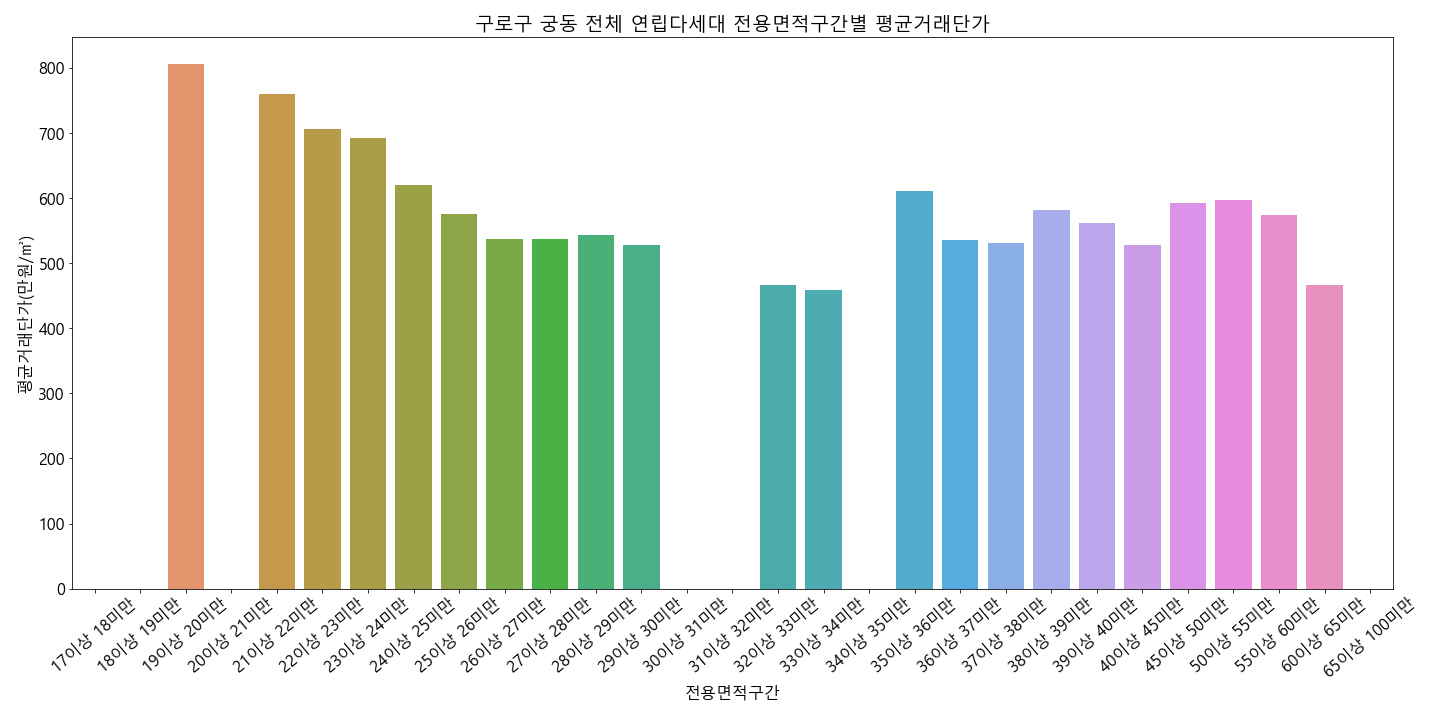 구로구 궁동 전체 연립다세대 전용면적구간별 평균거래단가
평균거래단가(만원/㎡)
800
700
600
500
400
300
200
100
0
17이상 18미만
18이상 19미만
19이상 20미만
20이상 21미만
21이상 22미만
22이상 23미만
23이상 24미만
24이상 25미만
25이상 26미만
26이상 27미만
27이상 28미만
28이상 29미만
29이상 30미만
30이상 31미만
31이상 32미만
32이상 33미만
33이상 34미만
34이상 35미만
35이상 36미만
36이상 37미만
37이상 38미만
38이상 39미만
39이상 40미만
40이상 45미만
45이상 50미만
50이상 55미만
55이상 60미만
60이상 65미만
65이상 100미만
전용면적구간